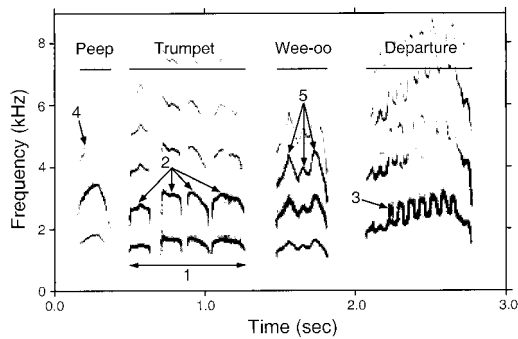 8
6
4
2
0
Frequency (kHz)
Peep
Trumpet
Wee-oo
Departure
4
2
5
3
1
0.0
1.0
2.0
3.0
Time (sec)